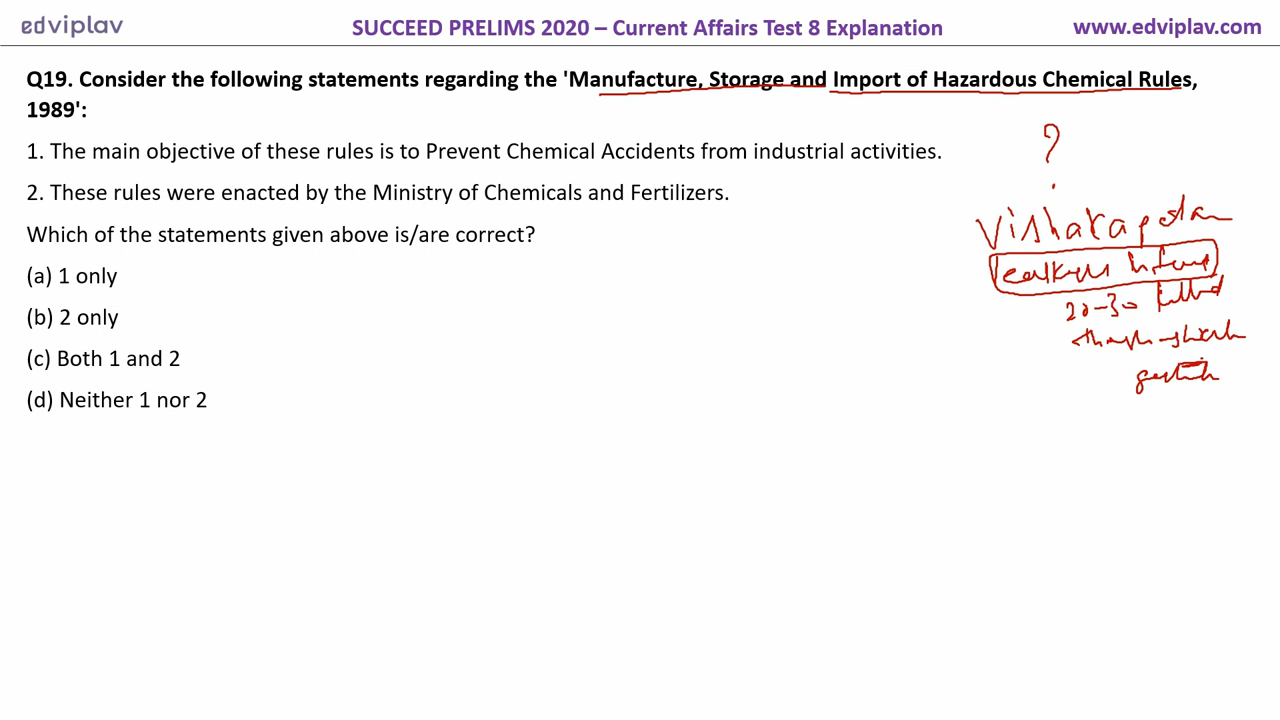 edviplav
SUCCEED PRELIMS 2020 – Current Affairs Test 8 Explanation
www.edviplav.com
Q19. Consider the following statements regarding the 'Manufacture, Storage and Import of Hazardous Chemical Rules,
1989':
1. The main objective of these rules is to Prevent Chemical Accidents from industrial activities.
2. These rules were enacted by the Ministry of Chemicals and Fertilizers.
Which of the statements given above is/are correct?
(a) 1 only
(b) 2 only
(c) Both 1 and 2
(d) Neither 1 nor 2
?
20-30 killed